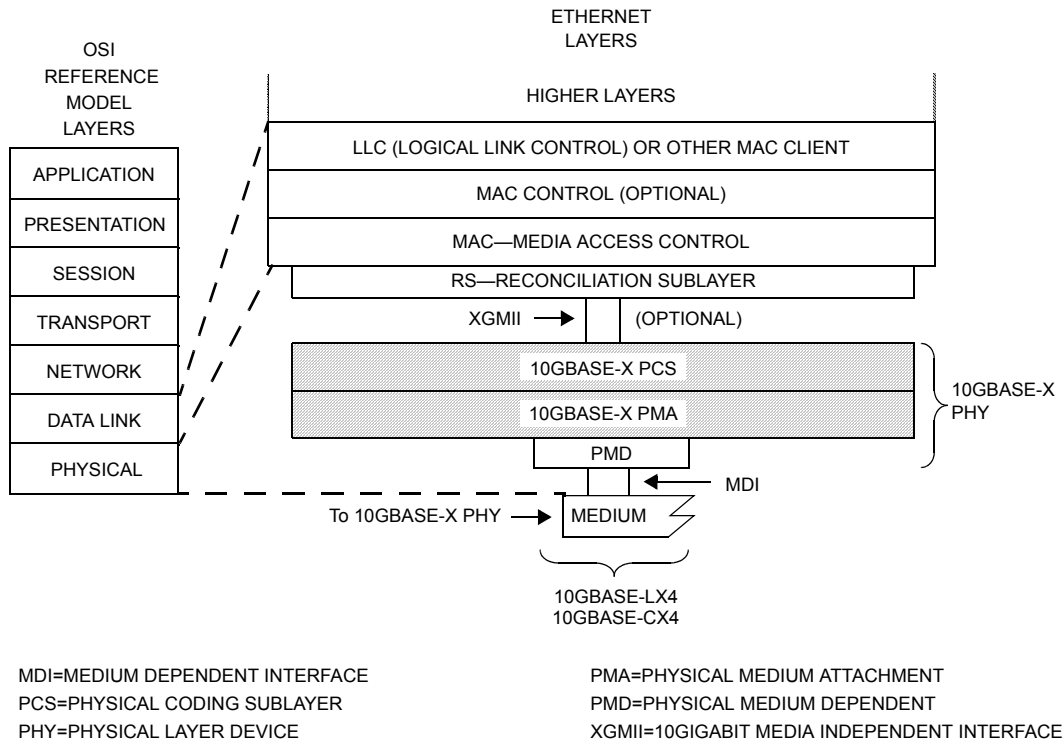 ETHERNET
LAYERS
OSI
REFERENCE
MODEL
LAYERS
HIGHER LAYERS
LLC (LOGICAL LINK CONTROL) OR OTHER MAC CLIENT
APPLICATION
MAC CONTROL (OPTIONAL)
PRESENTATION
MAC—MEDIA ACCESS CONTROL
SESSION
RS—RECONCILIATION SUBLAYER
TRANSPORT
XGMII
(OPTIONAL)
NETWORK
10GBASE-X PCS
10GBASE-X
PHY
DATA LINK
10GBASE-X PMA
PHYSICAL
PMD
MDI
To 10GBASE-X PHY
MEDIUM
10GBASE-LX4
10GBASE-CX4
MDI=MEDIUM DEPENDENT INTERFACE
PCS=PHYSICAL CODING SUBLAYER
PHY=PHYSICAL LAYER DEVICE
PMA=PHYSICAL MEDIUM ATTACHMENT
PMD=PHYSICAL MEDIUM DEPENDENT
XGMII=10GIGABIT MEDIA INDEPENDENT INTERFACE